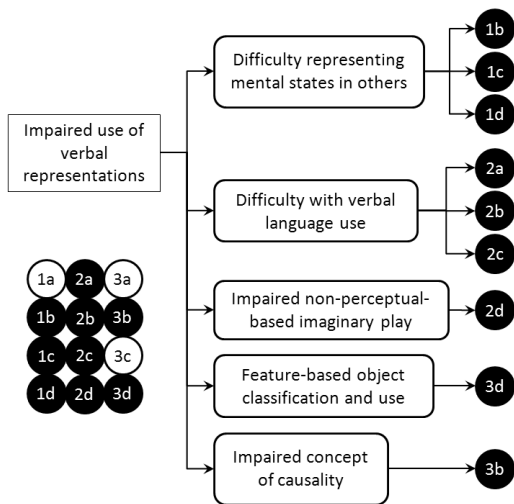 Impaired use of
verbal
representations
Difficulty representing
mental states in others
1b
1c
1d
Difficulty with verbal
language use
2a
2b
2c
Impaired non-perceptual-
based imaginary play
2d
Feature-based object
classification and use
3d
Impaired concept
of causality
3b
1a 2a 3a
1b 2b 3b
1c 2c 3c
1d 2d 3d